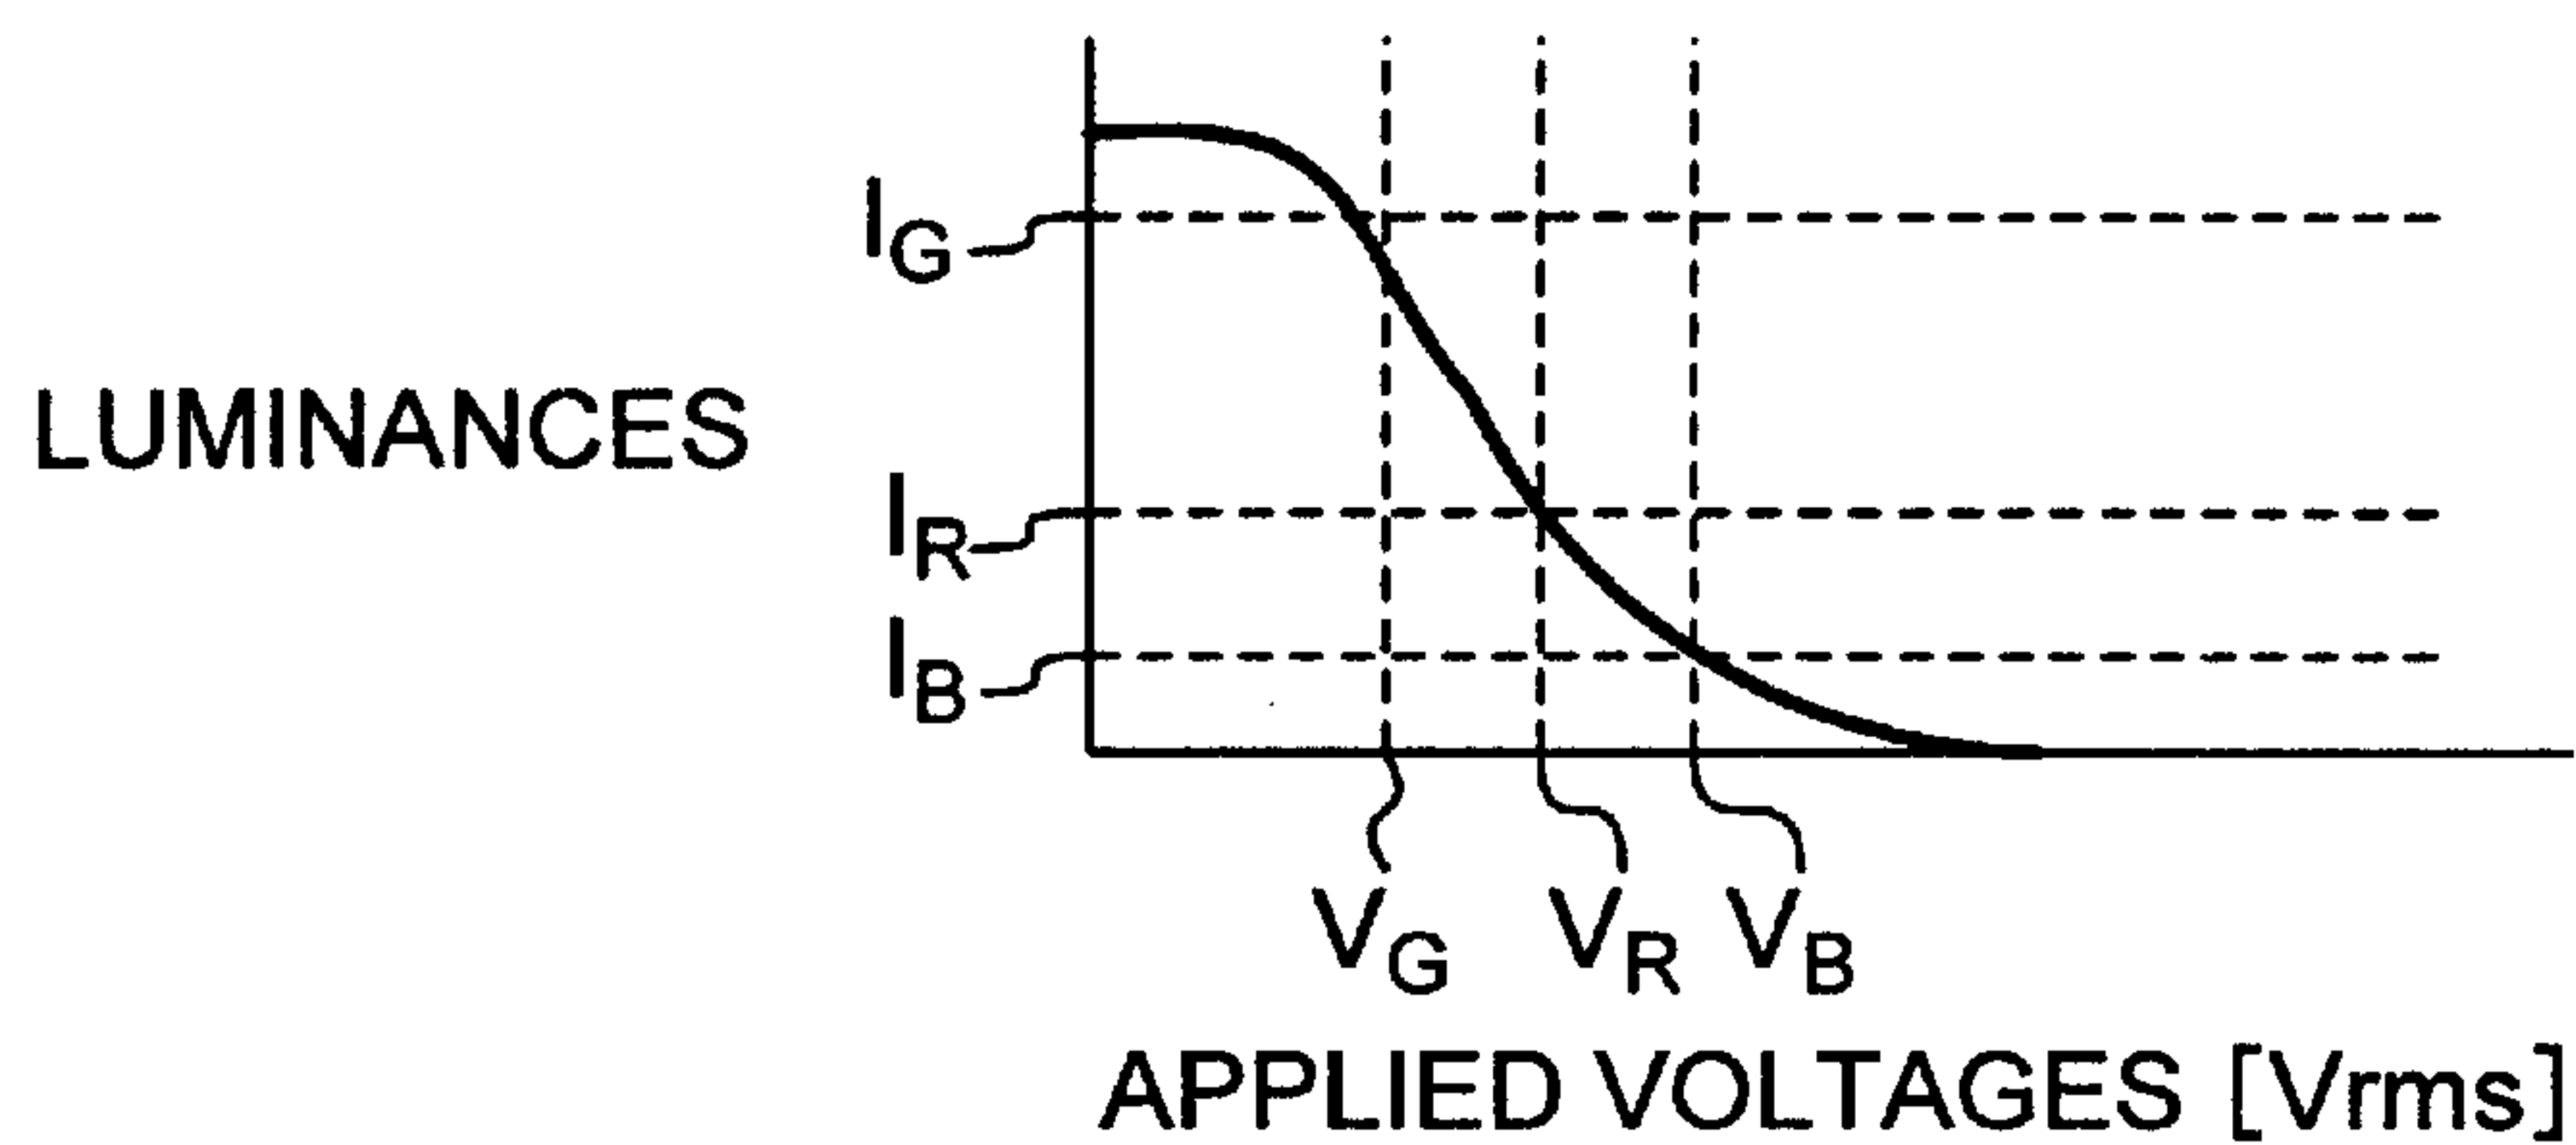 I_G
LUMINANCES
I_R
I_B
V_G V_R V_B
APPLIED VOLTAGES [Vrms]